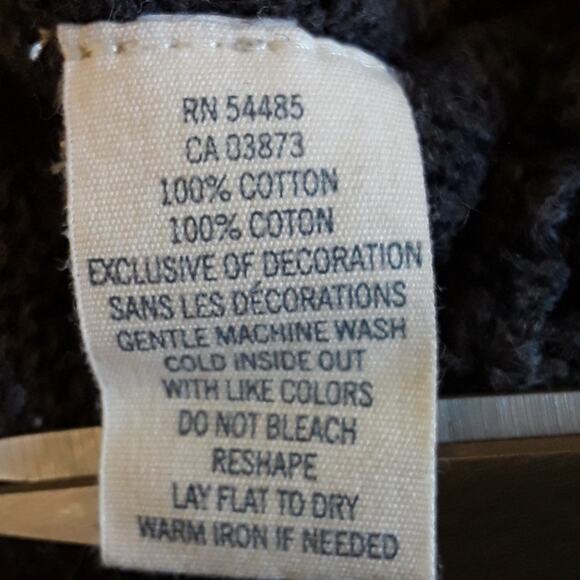 RN 54485
CA 03873
100% COTTON
100% COTON
EXCLUSIVE OF DECORATION
SANS LES DÉCORATIONS
GENTLE MACHINE WASH
COLD INSIDE OUT
WITH LIKE COLORS
DO NOT BLEACH
RESHAPE
LAY FLAT TO DRY
WARM IRON IF NEEDED